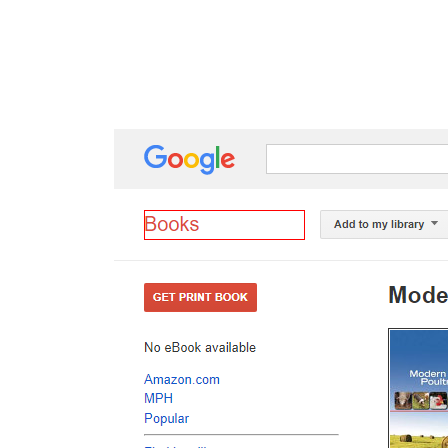 Google
Books
Add to my library
GET PRINT BOOK
Mode
No eBook available
Modern
Poult
Amazon.com
MPH
Popular